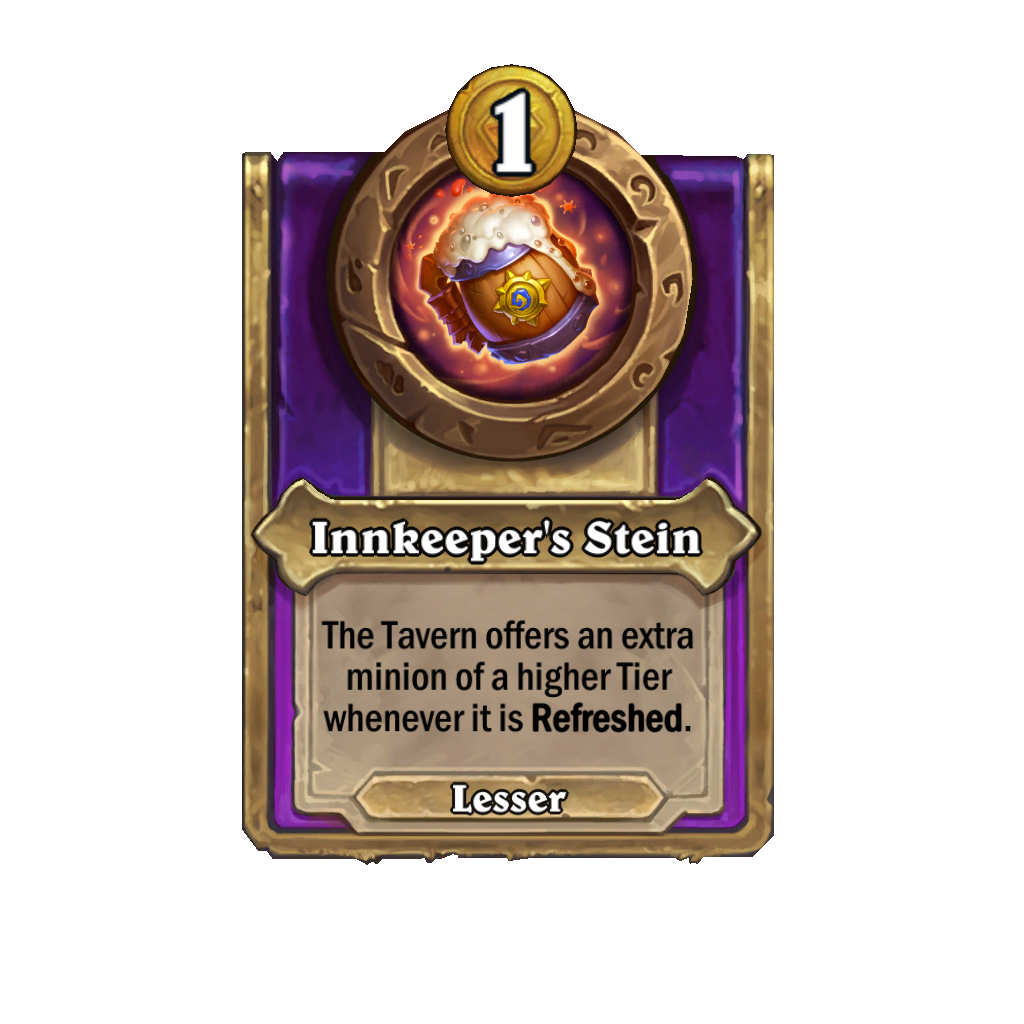 1
Innkeeper's Stein
The Tavern offers an extra
minion of a higher Tier
whenever it is Refreshed.
Lesser